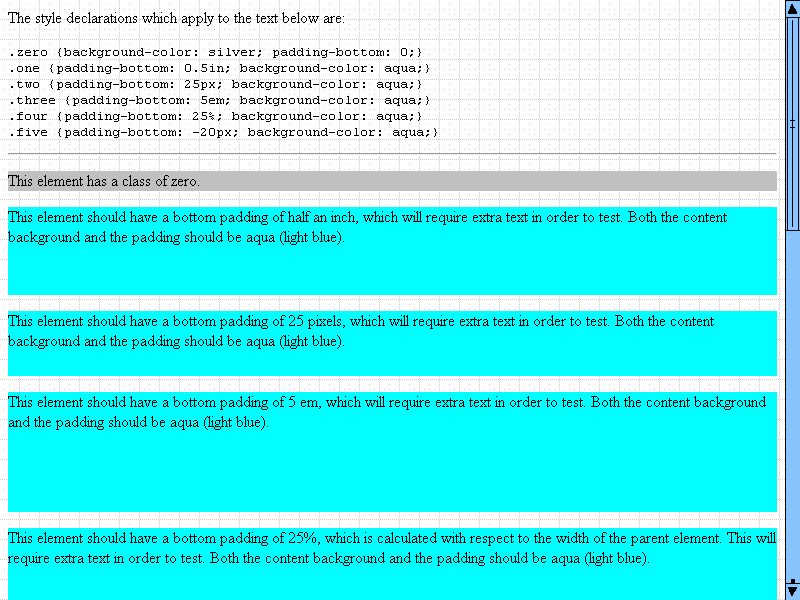 The style declarations which apply to the text below are:
.zero {background-color: silver; padding-bottom: 0;}
.one {padding-bottom: 0.5in; background-color: aqua;}
.two {padding-bottom: 25px; background-color: aqua;}
.three {padding-bottom: 5em; background-color: aqua;}
.four {padding-bottom: 25%; background-color: aqua;}
.five {padding-bottom: -20px; background-color: aqua;}
This element has a class of zero.
This element should have a bottom padding of half an inch, which will require extra text in order to test. Both the content
background and the padding should be aqua (light blue).
This element should have a bottom padding of 25 pixels, which will require extra text in order to test. Both the content
background and the padding should be aqua (light blue).
This element should have a bottom padding of 5 em, which will require extra text in order to test. Both the content background
and the padding should be aqua (light blue).
This element should have a bottom padding of 25%, which is calculated with respect to the width of the parent element. This will
require extra text in order to test. Both the content background and the padding should be aqua (light blue).